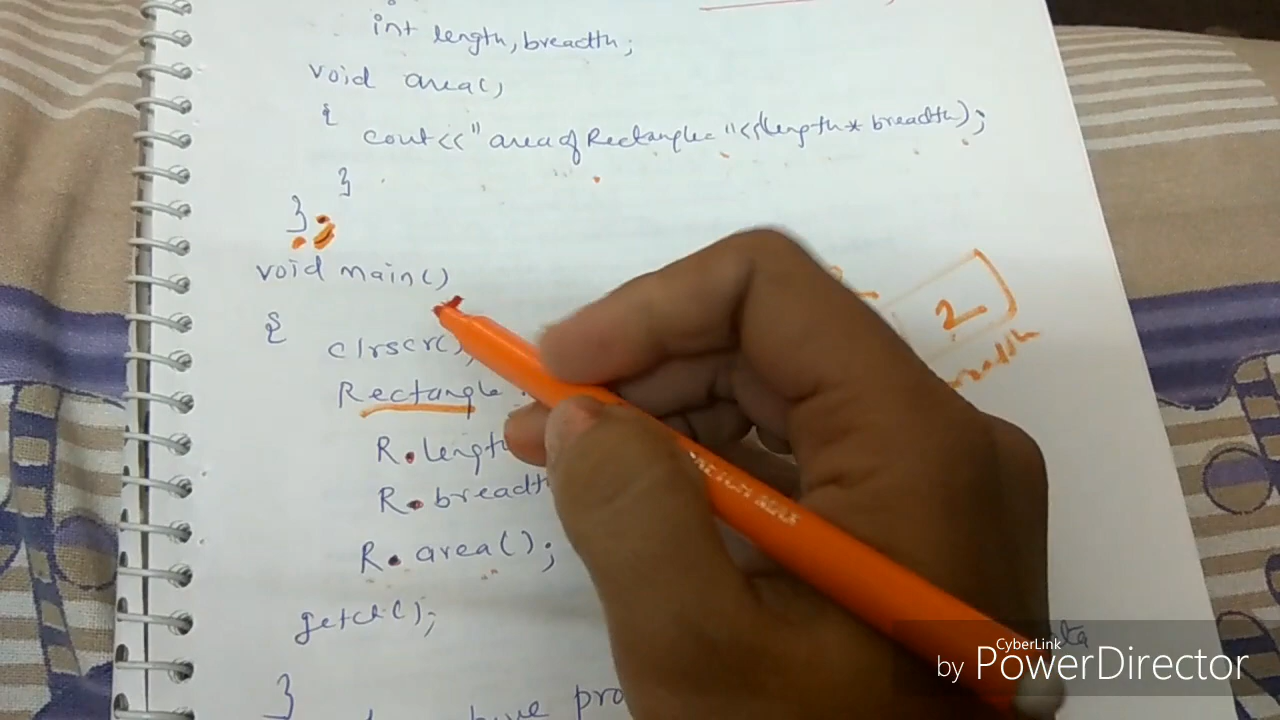 int length, breadth;
void area()
{
cout<<"area of Rectangle="<<(length* breadth);
}
};
void main()
{
clrscr();
Rectangle
R.length
R.breadth
R.area();
getch();
}
2
CyberLink
by PowerDirector